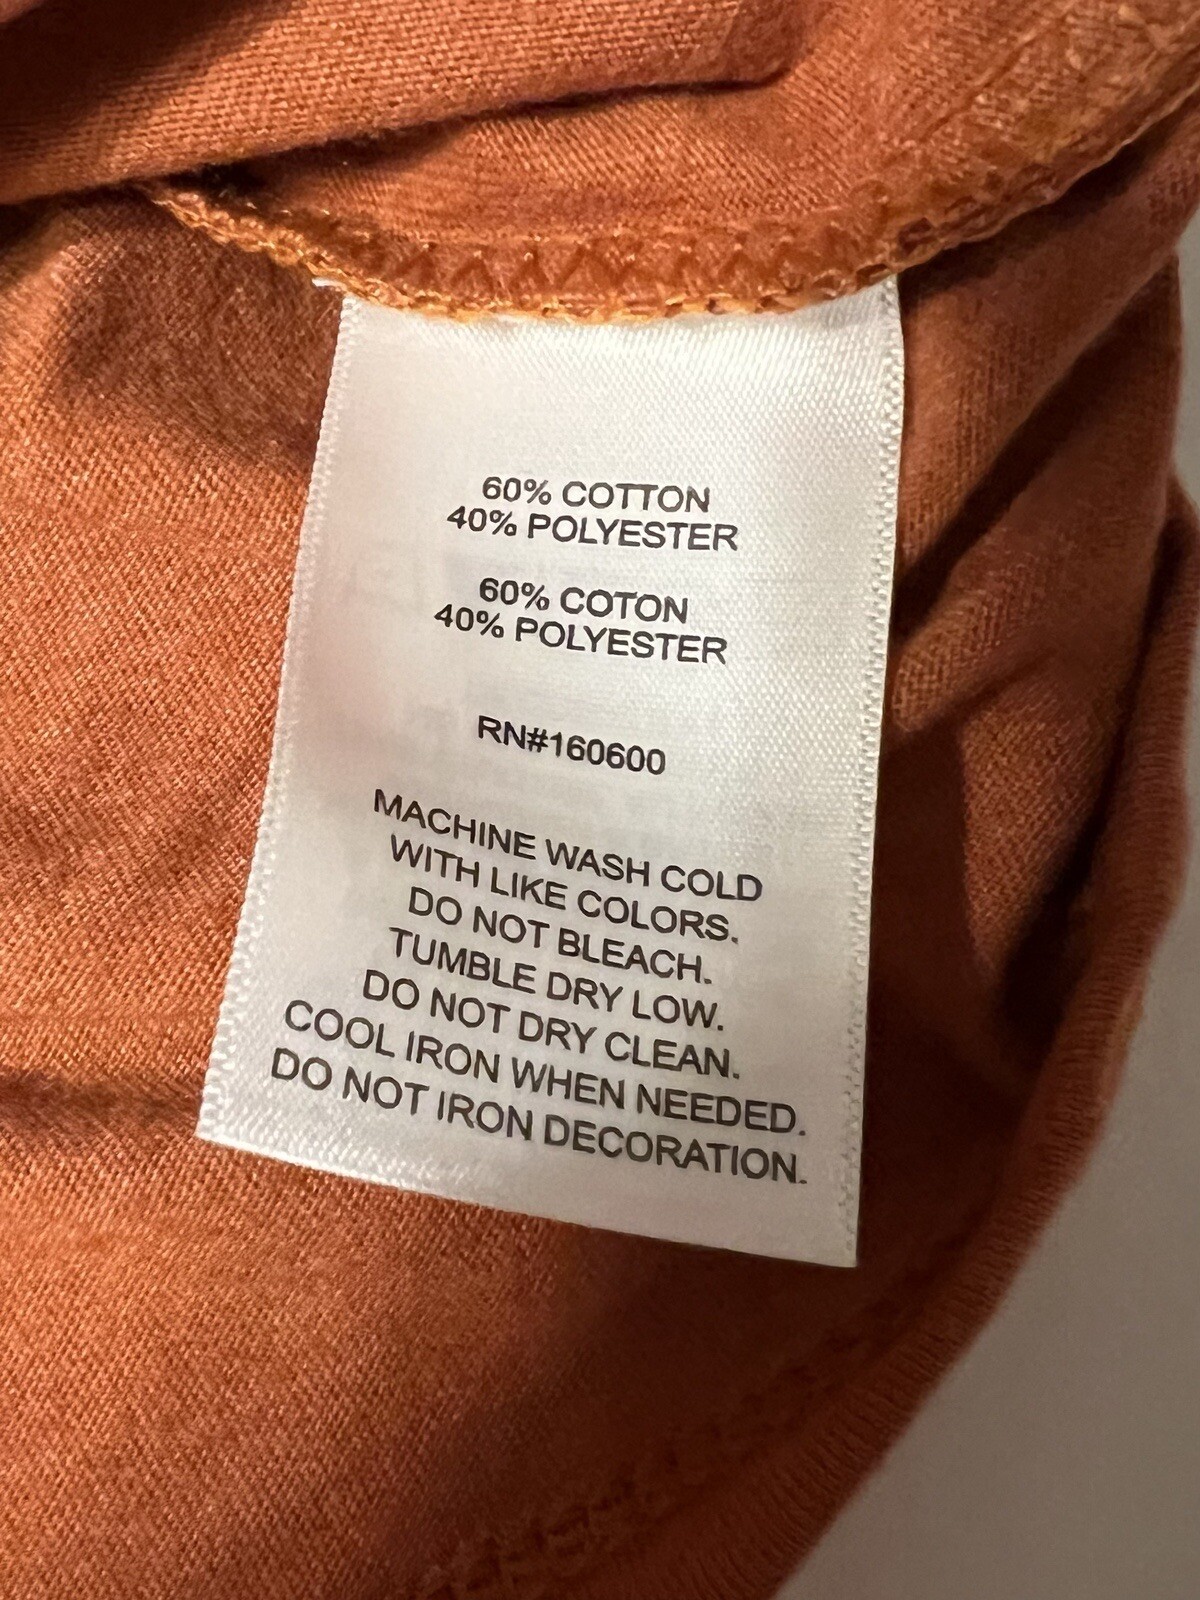 60% COTTON
40% POLYESTER
60% COTON
40% POLYESTER
RN#160600
MACHINE WASH COLD
WITH LIKE COLORS.
DO NOT BLEACH.
TUMBLE DRY LOW.
DO NOT DRY CLEAN.
COOL IRON WHEN NEEDED.
DO NOT IRON DECORATION.